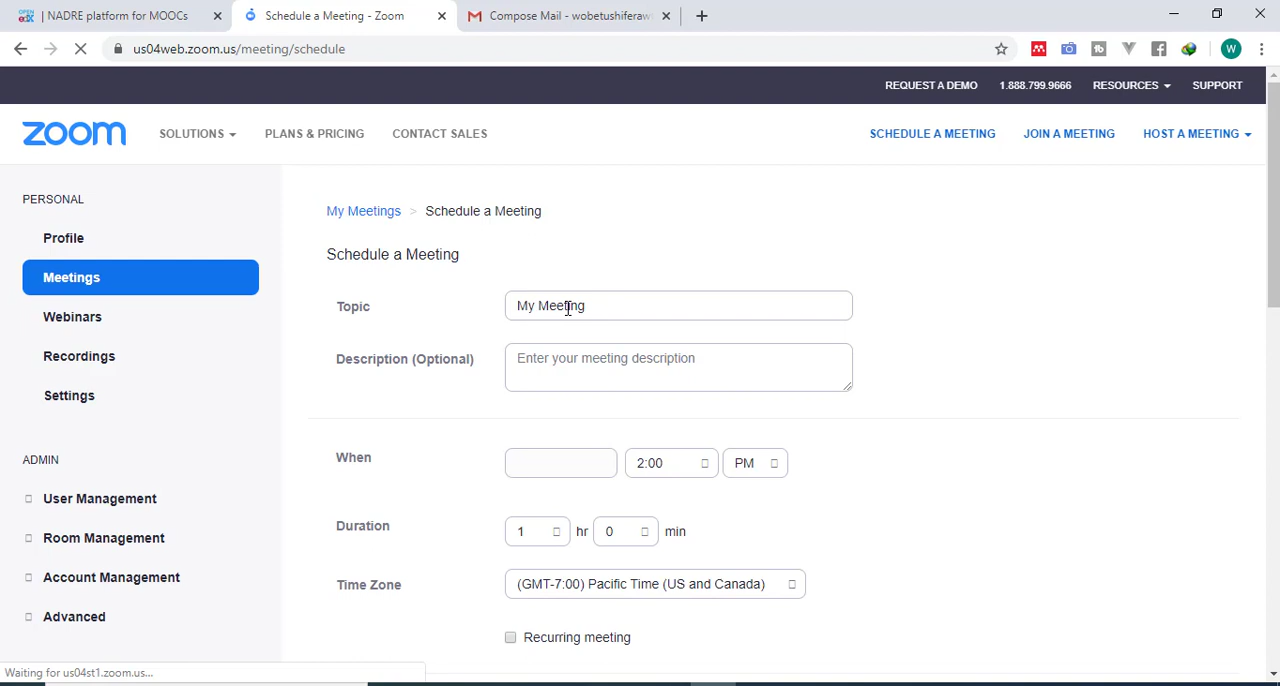 | NADRE platform for MOOCs
Schedule a Meeting - Zoom
Compose Mail - wobetushiferaw
us04web.zoom.us/meeting/schedule
W
REQUEST A DEMO 1.888.799.9666 RESOURCES SUPPORT
zoom SOLUTIONS PLANS & PRICING CONTACT SALES SCHEDULE A MEETING JOIN A MEETING HOST A MEETING
PERSONAL
Profile
Meetings
Webinars
Recordings
Settings
ADMIN
User Management
Room Management
Account Management
Advanced
My Meetings > Schedule a Meeting
Schedule a Meeting
Topic My Meeting
Description (Optional) Enter your meeting description
When 2:00 PM
Duration 1 hr 0 min
Time Zone (GMT-7:00) Pacific Time (US and Canada)
Recurring meeting
Waiting for us04st1.zoom.us...